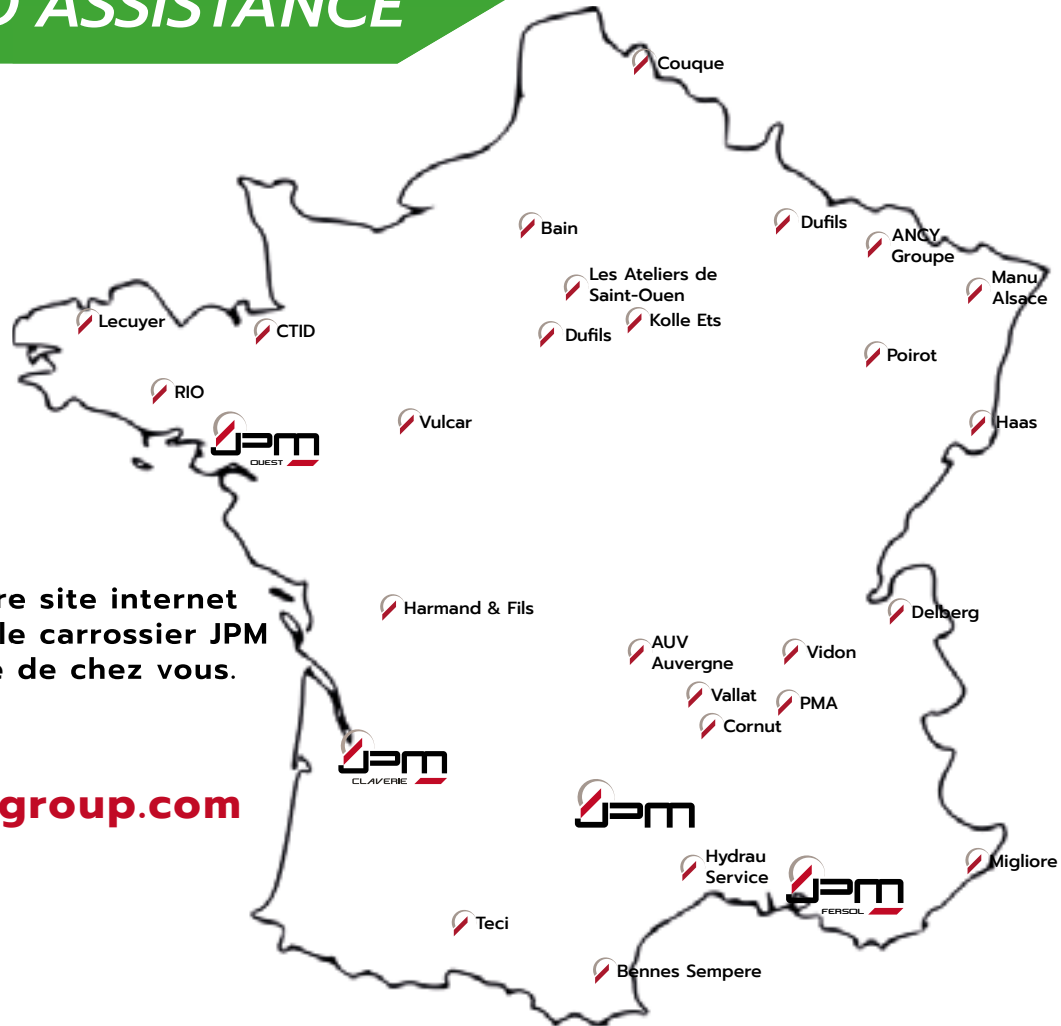 ASSISTANCE
Couque
Bain
Dufils
ANCY
Groupe
Les Ateliers de
Saint-Ouen
Manu
Alsace
Lecuyer
CTID
Dufils
Kolle Ets
Poirot
RIO
Vulcar
Haas
JPM
OUEST
site internet
le carrossier JPM
de chez vous.
Harmand & Fils
Delberg
AUV
Auvergne
Vidon
Vallat
PMA
Cornut
JPM
CLAVERIE
group.com
JPM
Hydrau
Service
Migliore
JPM
FERSOL
Teci
Bennes Sempere